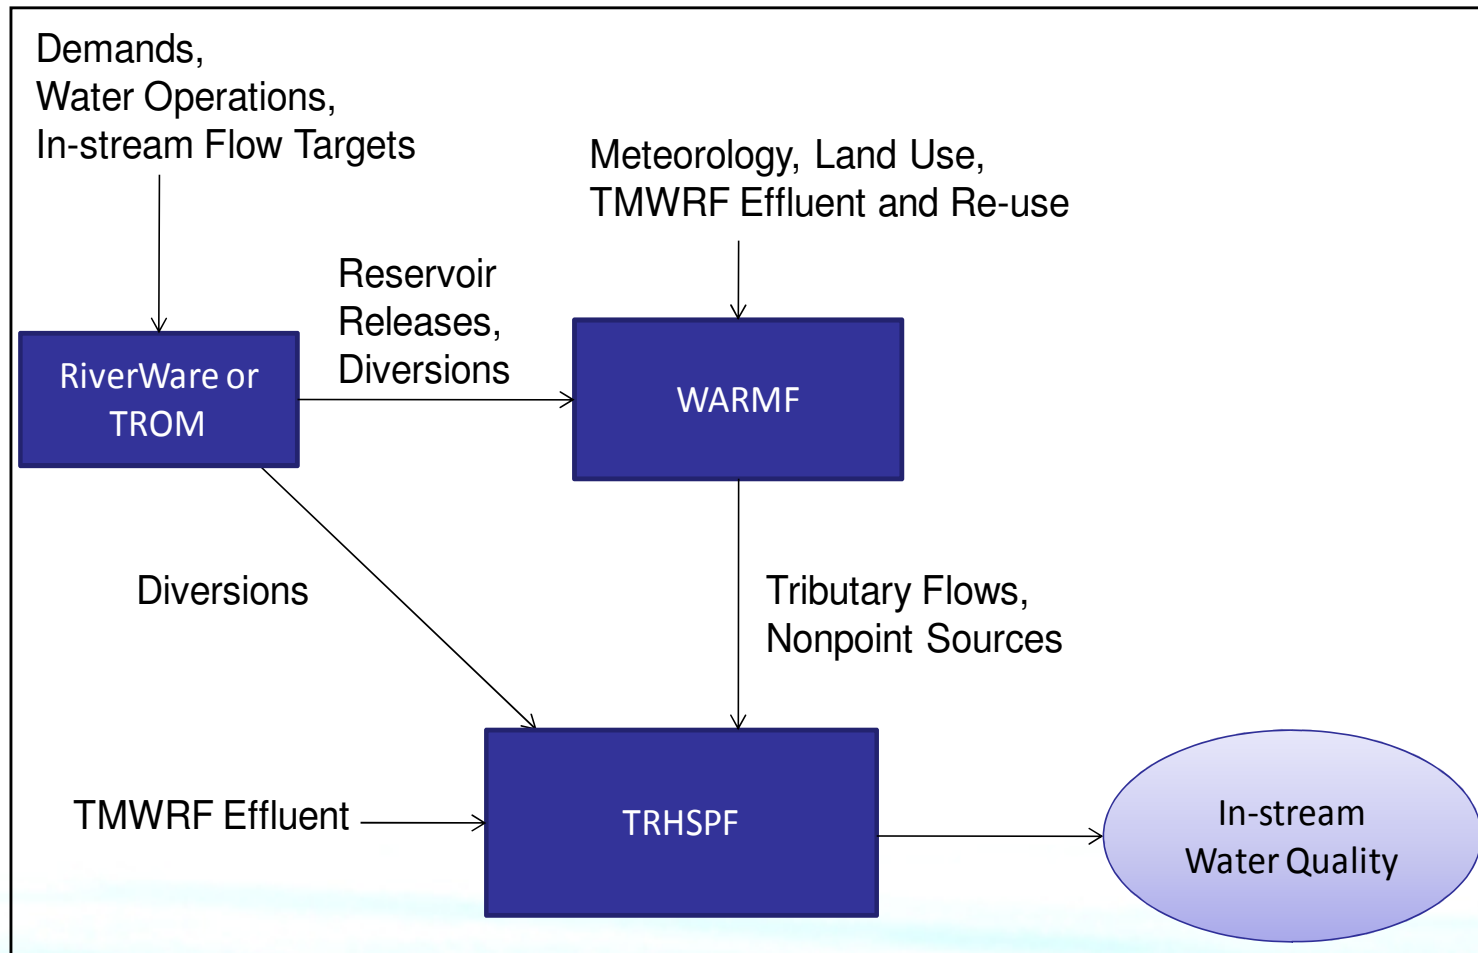 Demands,
Water Operations,
In-stream Flow Targets
Meteorology, Land Use,
TMWRF Effluent and Re-use
Reservoir
Releases,
Diversions
RiverWare or
TROM
WARMF
Diversions
Tributary Flows,
Nonpoint Sources
TMWRF Effluent
TRHSPF
In-stream
Water Quality